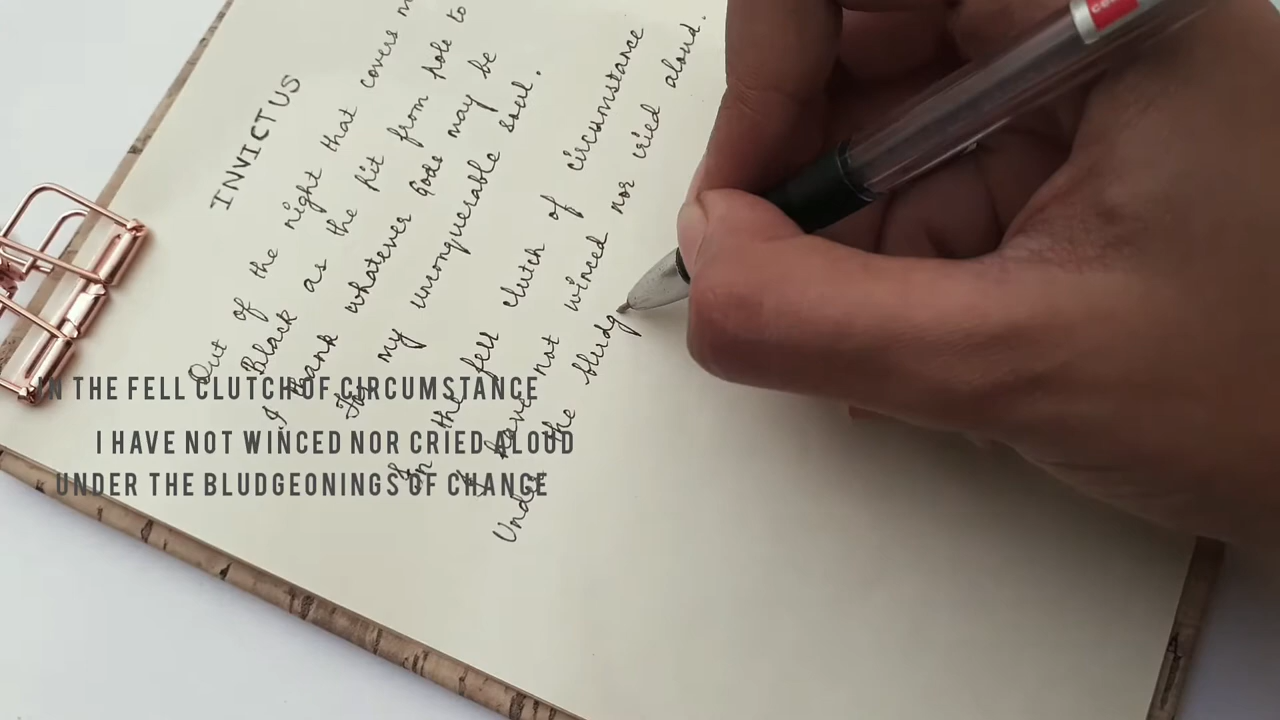 INVICTUS
Out of the night that covers m
Black as the pit from pole to
I thank whatever Gods may be
For my unconquerable soul.
In the fell clutch of circumstance
I have not winced nor cried aloud.
Under the bludg
IN THE FELL CLUTCH OF CIRCUMSTANCE
I HAVE NOT WINCED NOR CRIED ALOUD
UNDER THE BLUDGEONINGS OF CHANCE